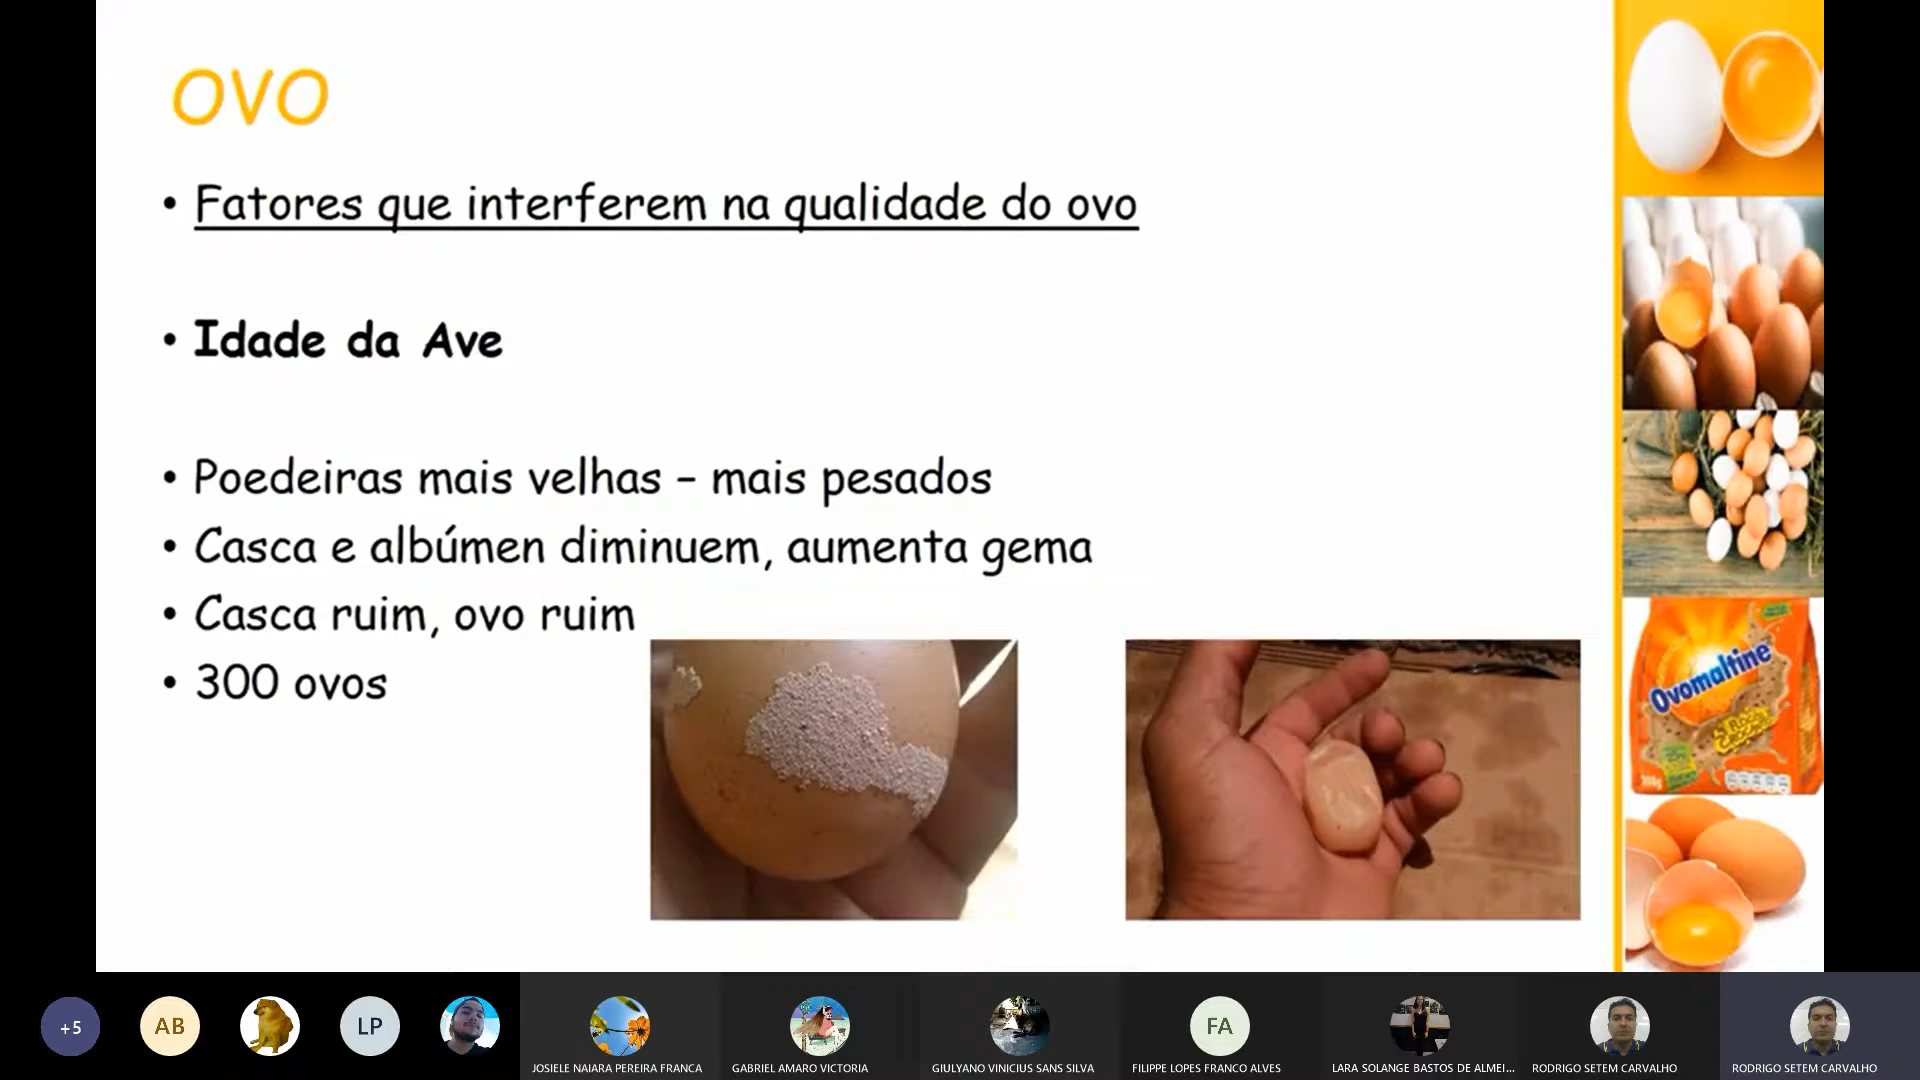 OVO
• Fatores que interferem na qualidade do ovo
• Idade da Ave
• Poedeiras mais velhas – mais pesados
• Casca e albúmen diminuem, aumenta gema
• Casca ruim, ovo ruim
• 300 ovos
Ovomaltine
+5
AB
LP
FA
JOSIELE NAIARA PEREIRA FRANCA
GABRIEL AMARO VICTORIA
GIULYANO VINICIUS SANS SILVA
FILIPPE LOPES FRANCO ALVES
LARA SOLANGE BASTOS DE ALMEI...
RODRIGO SETEM CARVALHO
RODRIGO SETEM CARVALHO